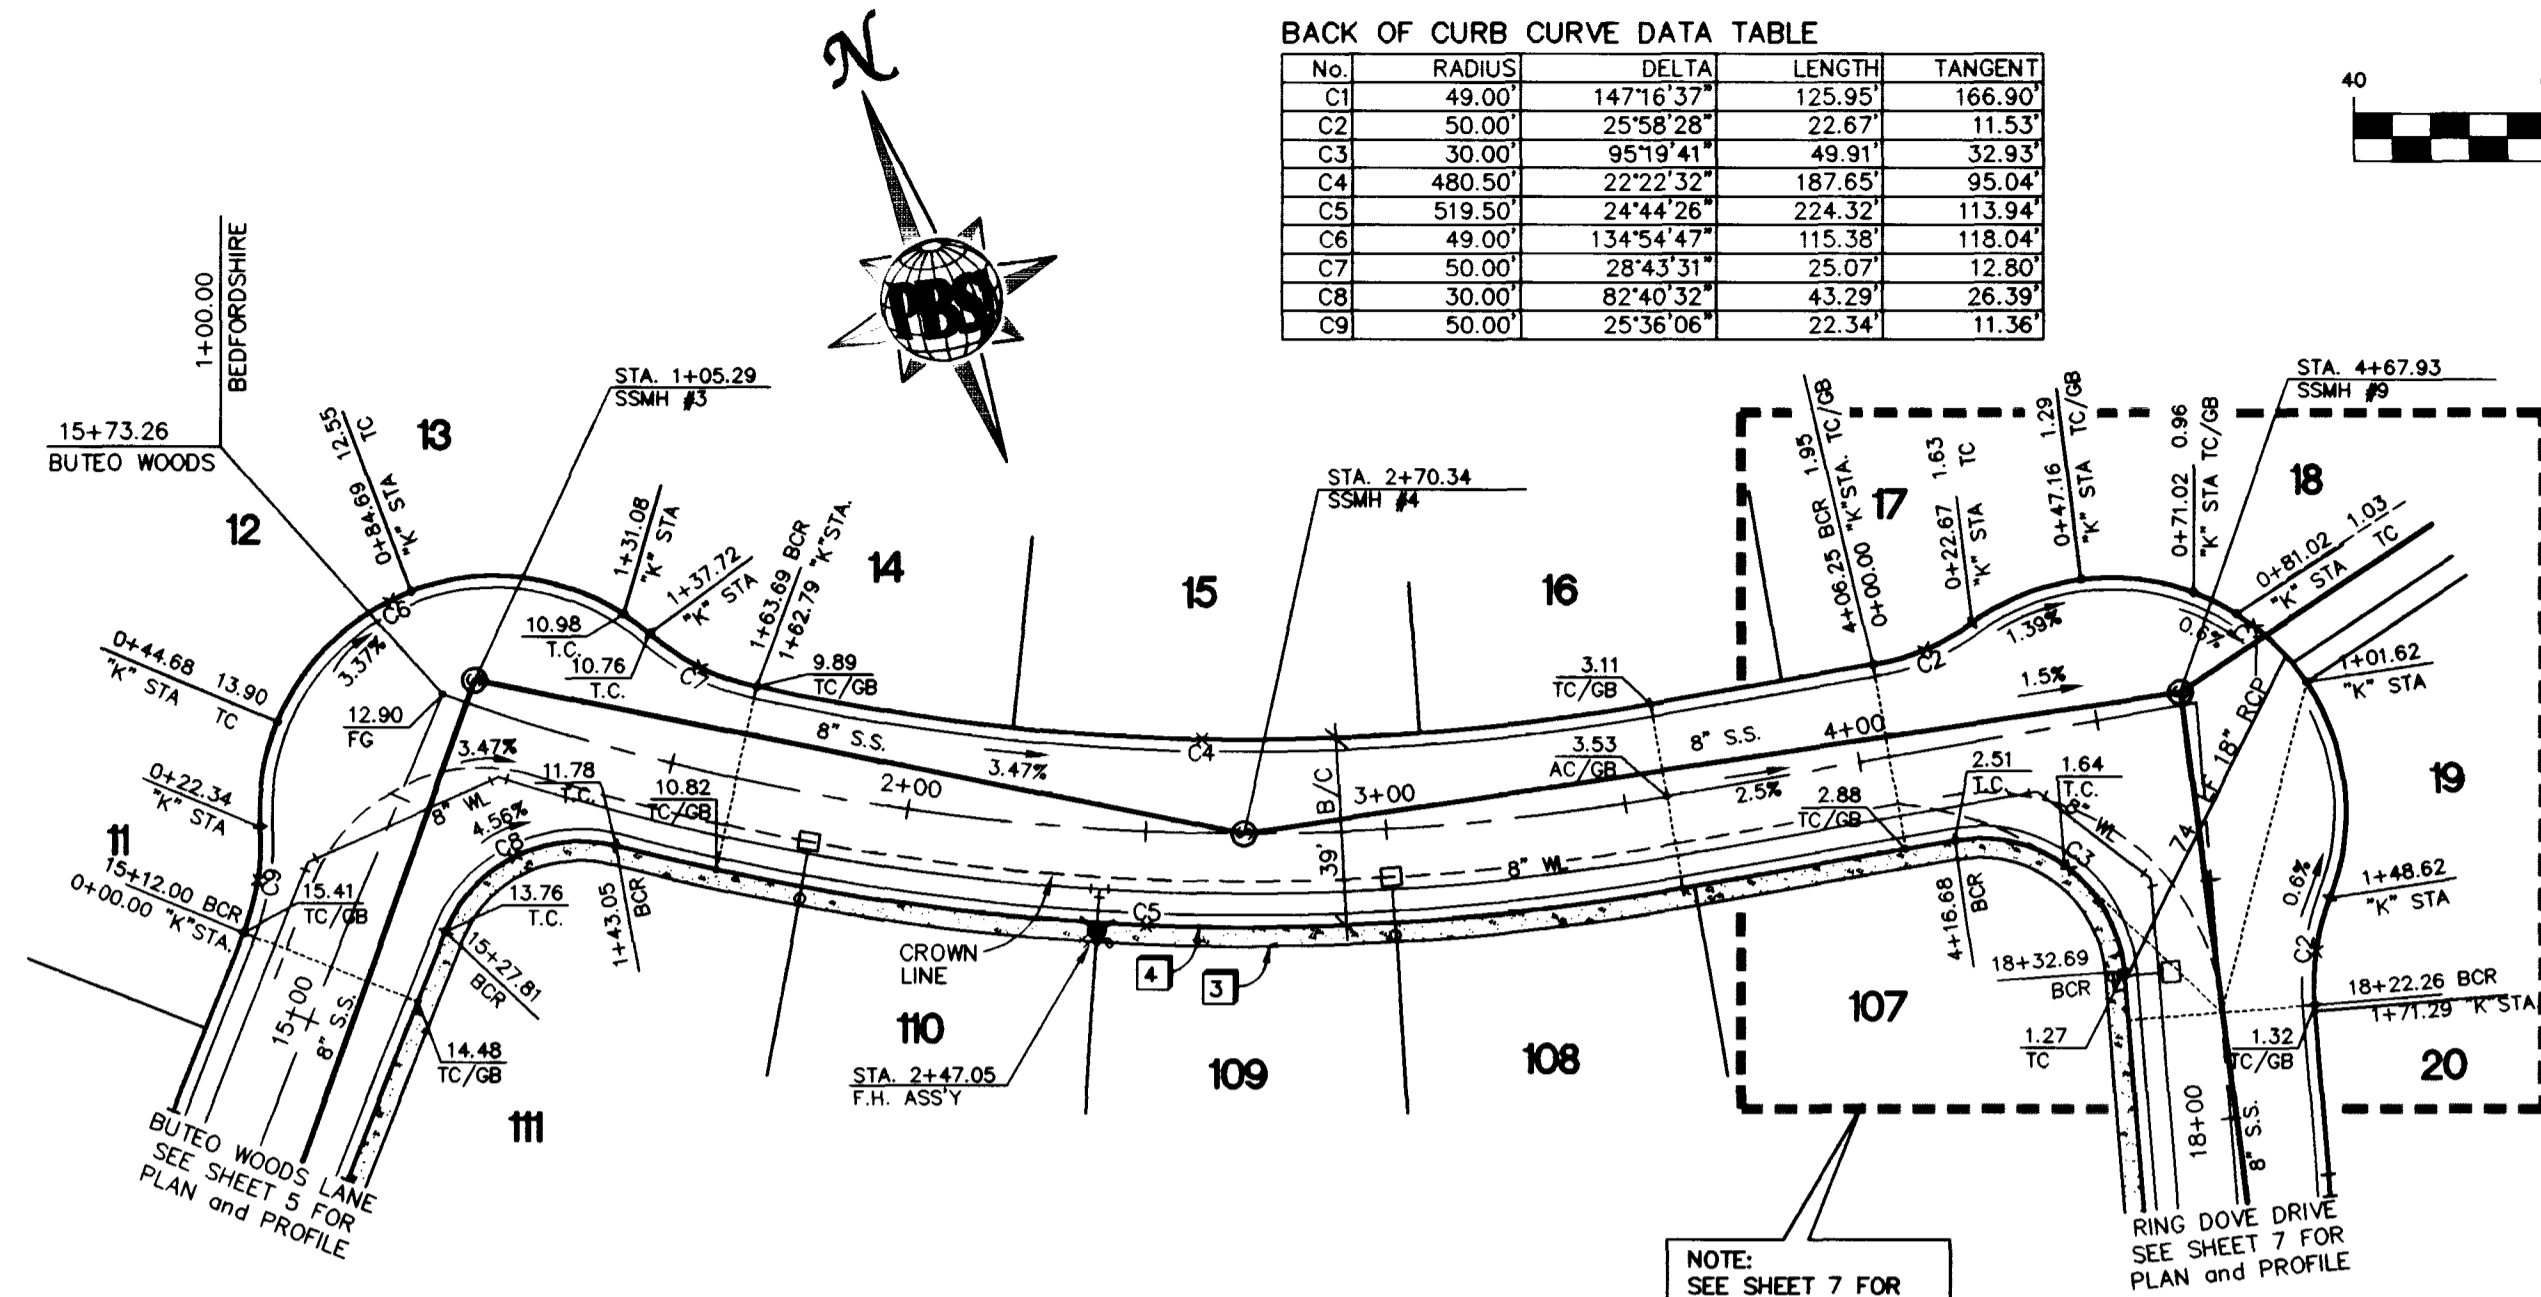 N
PBSJ
BACK OF CURB CURVE DATA TABLE
No. RADIUS DELTA LENGTH TANGENT
C1 49.00' 147°16'37" 125.95' 166.90'
C2 50.00' 25°58'28" 22.67' 11.53'
C3 30.00' 95°19'41" 49.91' 32.93'
C4 480.50' 22°22'32" 187.65' 95.04'
C5 519.50' 24°44'26" 224.32' 113.94'
C6 49.00' 134°54'47" 115.38' 118.04'
C7 50.00' 28°43'31" 25.07' 12.80'
C8 30.00' 82°40'32" 43.29' 26.39'
C9 50.00' 25°36'06" 22.34' 11.36'
40
1+00.00
BEDFORDSHIRE
15+73.26
BUTEO WOODS
STA. 1+05.29
SSMH #3
STA. 2+70.34
SSMH #4
STA. 4+67.93
SSMH #9
0+84.69 12.55
"K" STA TC
13
12
1+31.08
"K" STA
1+37.72
"K" STA
1+63.69 BCR
1+62.79 "K"STA.
14
15
16
4+06.25 BCR 1.95
0+00.00 "K"STA. TC/GB
17
0+22.67 1.63
"K" STA TC
0+47.16 1.29
"K" STA TC/GB
0+71.02 0.96
"K" STA TC/GB
18
0+81.02 1.03
"K" STA TC
0+44.68 13.90
"K" STA TC
C6
3.37%
10.98
T.C.
10.76
T.C.
C7
9.89
TC/GB
3.11
TC/GB
C2
1.39%
0.6%
C1
1+01.62
"K" STA
12.90
FG
3.47%
8" S.S.
3.47%
C4
39' B/C
8" S.S.
4+00
1.5%
74 LF 18" RCP
0+22.34
"K" STA
8" WL
4.56%
11.78
T.C.
10.82
TC/GB
2+00
3+00
3.53
AC/GB
2.5%
2.88
TC/GB
2.51
T.C.
1.64
T.C.
8" WL
19
11
C9
C8
15+12.00 BCR
0+00.00 "K"STA.
15.41
TC/GB
13.76
T.C.
15+27.81
BCR
1+43.05
BCR
8" WL
C5
C3
CROWN
LINE
4
3
4+16.68
BCR
0.6%
1+48.62
"K" STA
C2
18+32.69
BCR
18+22.26 BCR
1+71.29 "K"STA
15+00
8" S.S.
14.48
TC/GB
110
107
1.27
TC
1.32
TC/GB
20
STA. 2+47.05
F.H. ASS'Y
109
108
111
18+00
8" S.S.
BUTEO WOODS LANE
SEE SHEET 5 FOR
PLAN and PROFILE
RING DOVE DRIVE
SEE SHEET 7 FOR
PLAN and PROFILE
NOTE:
SEE SHEET 7 FOR